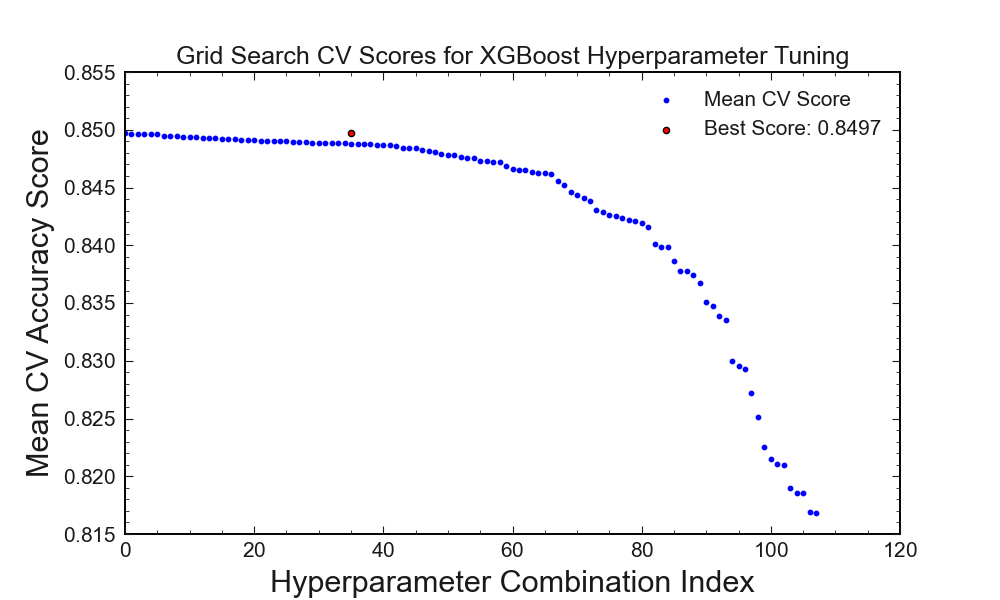 Grid Search CV Scores for XGBoost Hyperparameter Tuning
Mean CV Accuracy Score
0.855
0.850
0.845
0.840
0.835
0.830
0.825
0.820
0.815
Mean CV Score
Best Score: 0.8497
0 20 40 60 80 100 120
Hyperparameter Combination Index